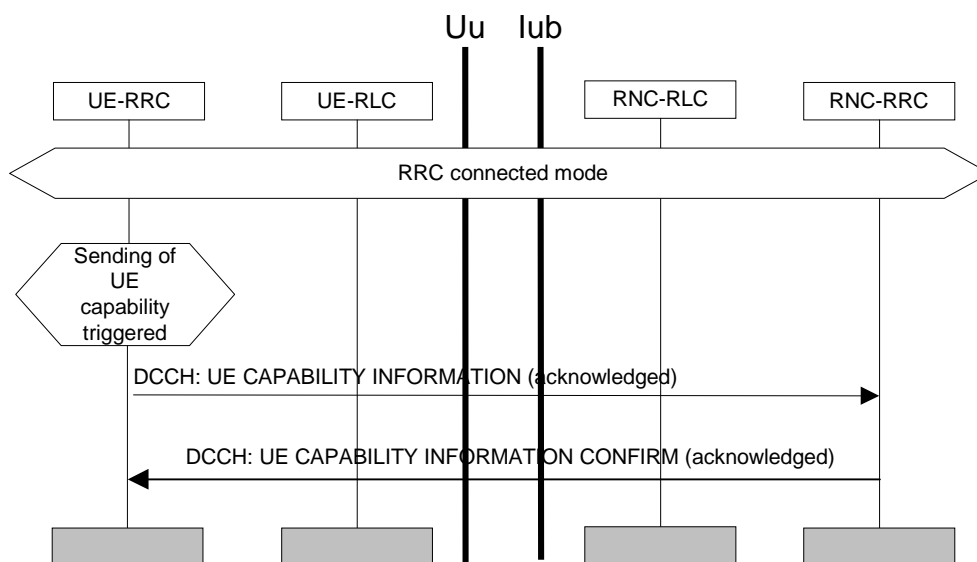 Uu Iub
UE-RRC UE-RLC RNC-RLC RNC-RRC
RRC connected mode
Sending of
UE
capability
triggered
DCCH: UE CAPABILITY INFORMATION (acknowledged)
DCCH: UE CAPABILITY INFORMATION CONFIRM (acknowledged)